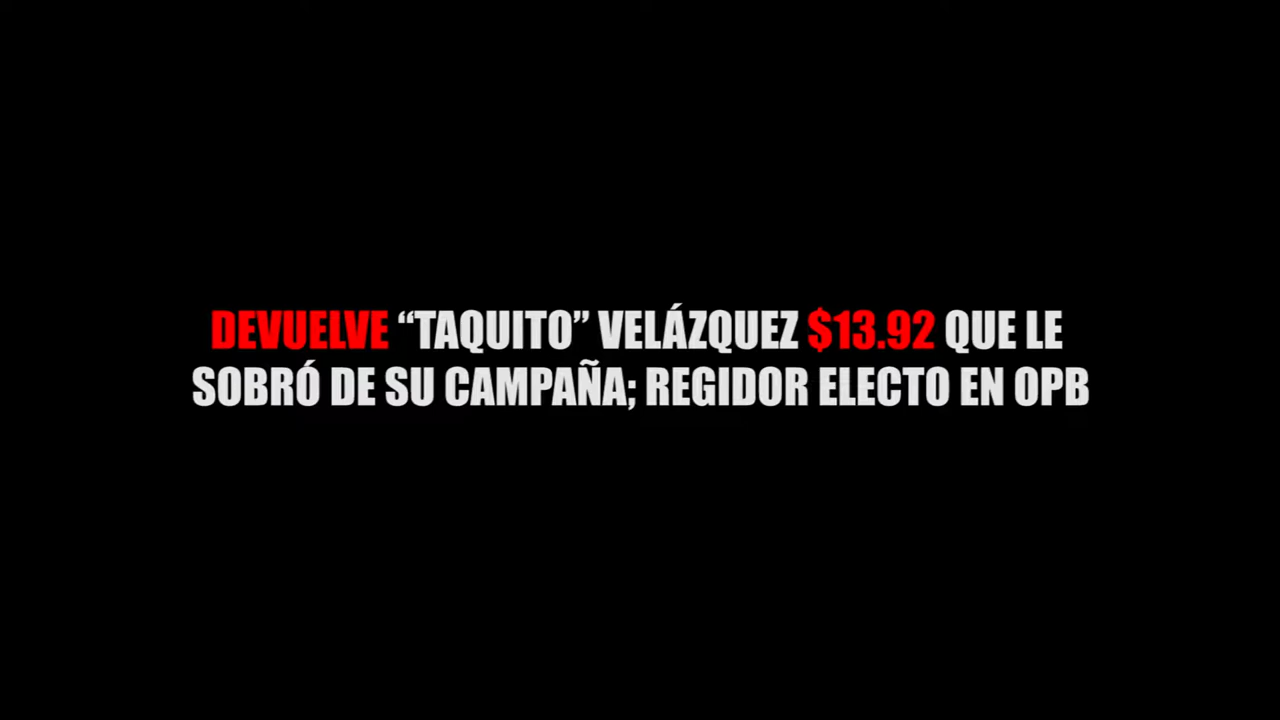 DEVUELVE “TAQUITO” VELÁZQUEZ $13.92 QUE LE
SOBRÓ DE SU CAMPAÑA; REGIDOR ELECTO EN OPB